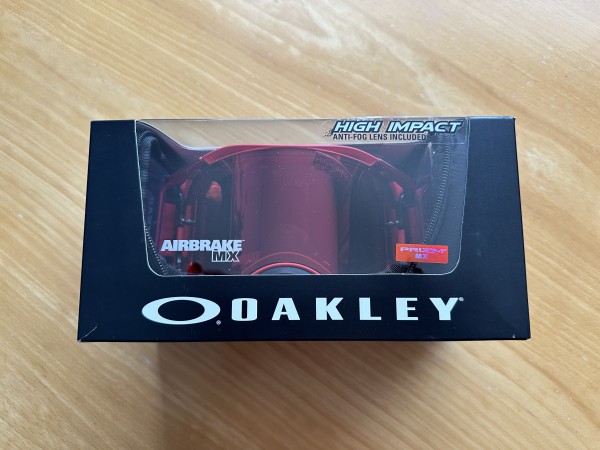 HIGH IMPACT
ANTI-FOG LENS INCLUDED
AIRBRAKE
MX
PRIZM
MX
OAKLEY